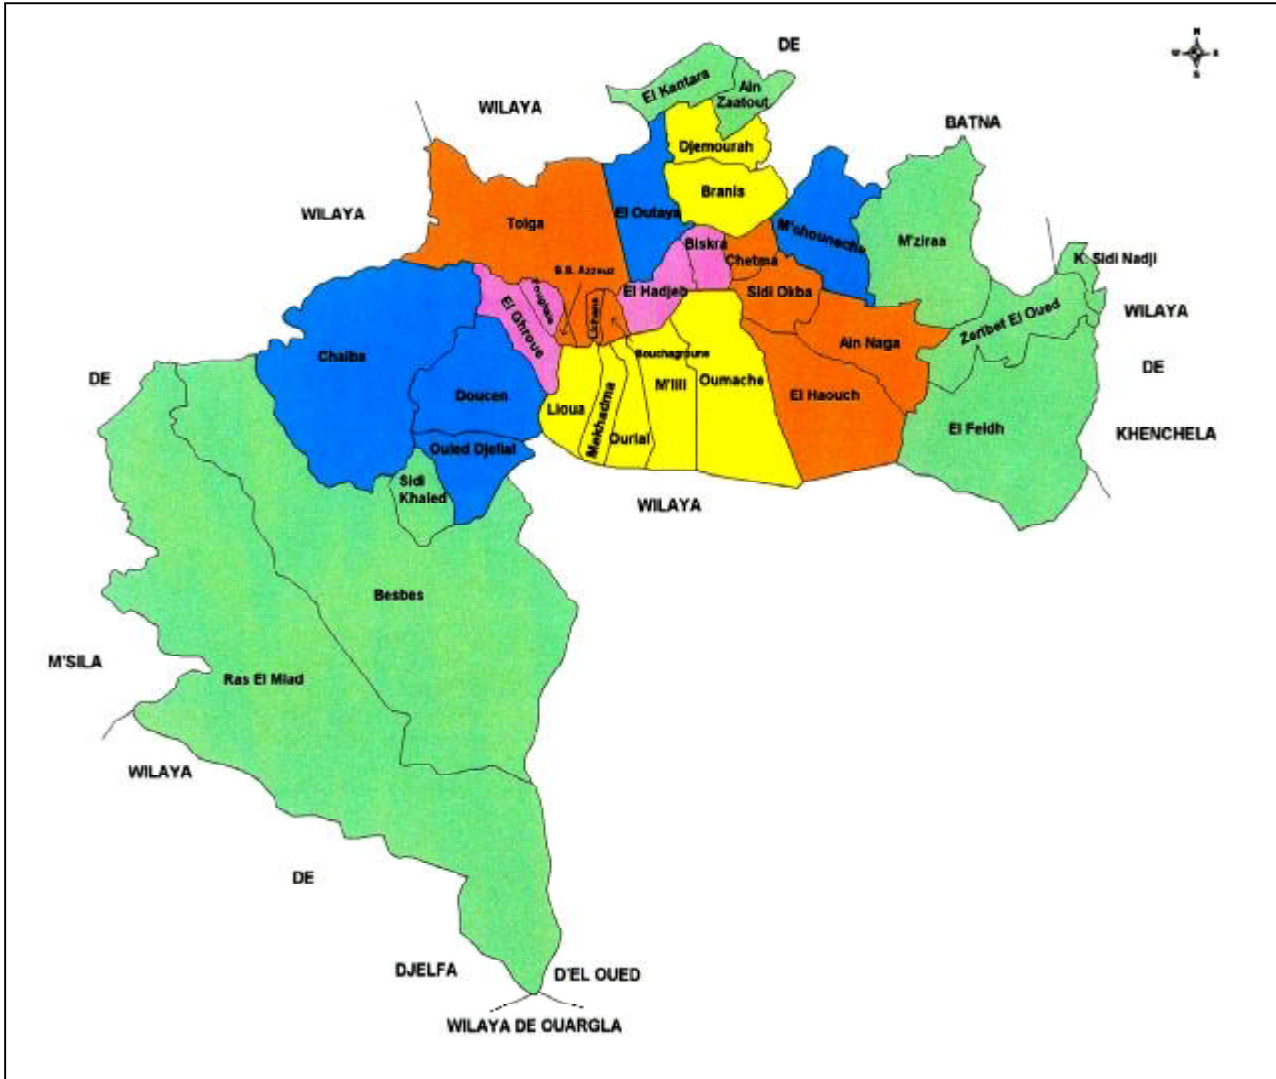 N
E
S
DE
El Kantara
Ain
Zaatout
WILAYA
BATNA
Djemourah
Branis
WILAYA
Tolga
El Outaya
M'chouneche
M'ziraa
Biskra
Chetma
K. Sidi Nadji
B.B. Azzouz
Foughala
El Hadjeb
Sidi Okba
Lichana
Zeribet El Oued
WILAYA
El Ghrous
Ain Naga
Chaiba
Bouchagroune
DE
DE
M'lili
Oumache
Doucen
El Haouch
Lioua
Mekhadma
Ourlal
El Feidh
KHENCHELA
Ouled Djellal
Sidi
Khaled
WILAYA
Besbes
M'SILA
Ras El Miad
WILAYA
DE
DJELFA
D'EL OUED
WILAYA DE OUARGLA